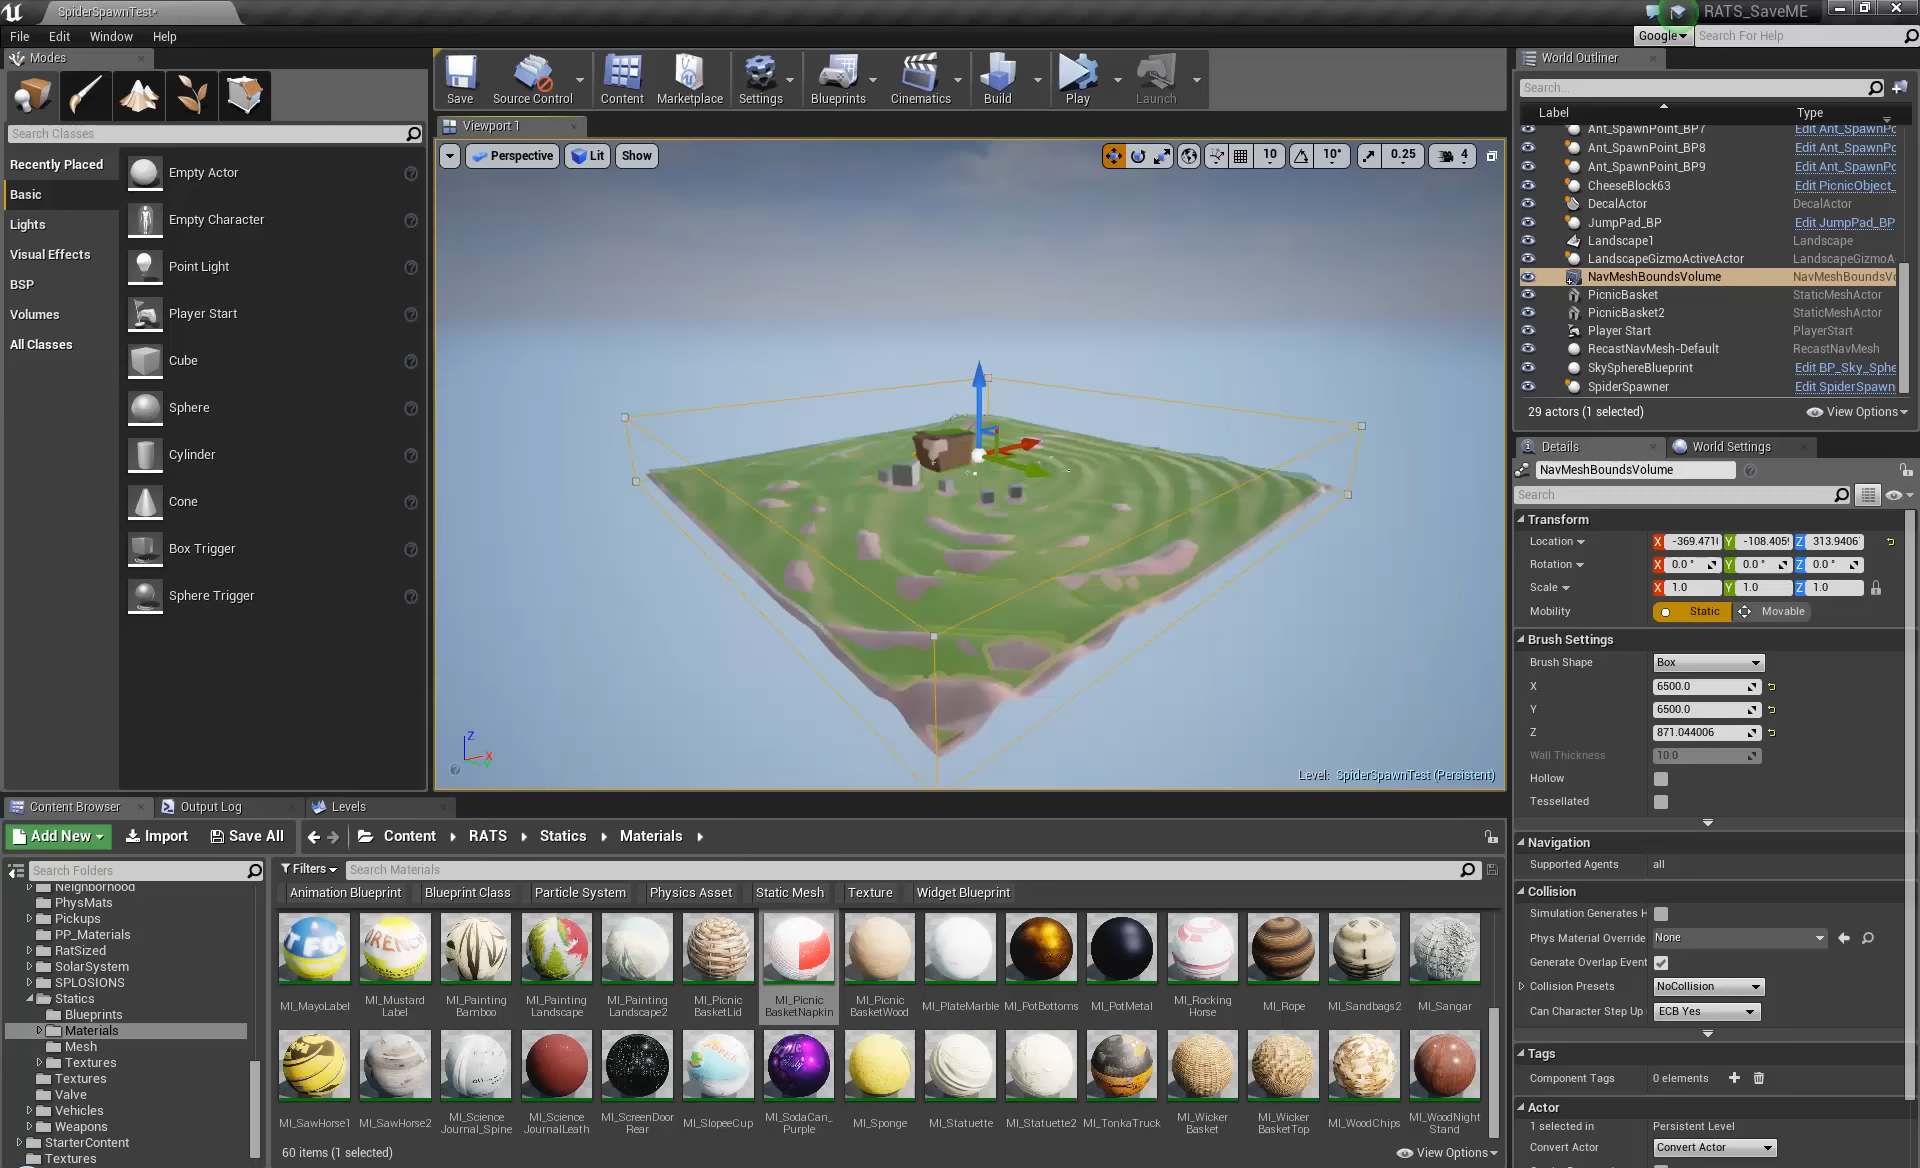 SpiderSpawnTest*
RATS_SaveME
File Edit Window Help
Google
Search For Help
Modes
Search Classes
Recently Placed
Basic
Lights
Visual Effects
BSP
Volumes
All Classes
Empty Actor
Empty Character
Point Light
Player Start
Cube
Sphere
Cylinder
Cone
Box Trigger
Sphere Trigger
Save Source Control Content Marketplace Settings Blueprints Cinematics Build Play Launch
Viewport 1
Perspective Lit Show
10 10° 0.25 4
Z
X
Y
Level: SpiderSpawnTest (Persistent)
World Outliner
Search...
Label Type
Ant_SpawnPoint_BP7 Edit Ant_SpawnPo
Ant_SpawnPoint_BP8 Edit Ant_SpawnPo
Ant_SpawnPoint_BP9 Edit Ant_SpawnPo
CheeseBlock63 Edit PicnicObject_
DecalActor DecalActor
JumpPad_BP Edit JumpPad_BP
Landscape1 Landscape
LandscapeGizmoActiveActor LandscapeGizmoA
NavMeshBoundsVolume NavMeshBoundsVo
PicnicBasket StaticMeshActor
PicnicBasket2 StaticMeshActor
Player Start PlayerStart
RecastNavMesh-Default RecastNavMesh
SkySphereBlueprint Edit BP_Sky_Sphe
SpiderSpawner Edit SpiderSpawn
29 actors (1 selected) View Options
Details World Settings
NavMeshBoundsVolume
Search
Transform
Location X -369.471 Y -108.405 Z 313.9406
Rotation X 0.0 ° Y 0.0 ° Z 0.0 °
Scale X 1.0 Y 1.0 Z 1.0
Mobility Static Movable
Brush Settings
Brush Shape Box
X 6500.0
Y 6500.0
Z 871.044006
Wall Thickness 10.0
Hollow
Tessellated
Navigation
Supported Agents all
Collision
Simulation Generates H
Phys Material Override None
Generate Overlap Event
Collision Presets NoCollision
Can Character Step Up ECB Yes
Tags
Component Tags 0 elements
Actor
1 selected in Persistent Level
Convert Actor Convert Actor
Content Browser Output Log Levels
Add New Import Save All Content RATS Statics Materials
Search Folders
Neighborhood
PhysMats
Pickups
PP_Materials
RatSized
SolarSystem
SPLOSIONS
Statics
Blueprints
Materials
Mesh
Textures
Textures
Valve
Vehicles
Weapons
StarterContent
Textures
Filters Search Materials
Animation Blueprint Blueprint Class Particle System Physics Asset Static Mesh Texture Widget Blueprint
MI_MayoLabel MI_Mustard Label MI_Painting Bamboo MI_Painting Landscape MI_Painting Landscape2 MI_Picnic BasketLid MI_Picnic BasketNapkin MI_Picnic BasketWood MI_PlateMarble MI_PotBottoms MI_PotMetal MI_Rocking Horse MI_Rope MI_Sandbags2 MI_Sangar
MI_SawHorse1 MI_SawHorse2 MI_Science Journal_Spine MI_Science JournalLeath MI_ScreenDoor Rear MI_SlopeeCup MI_SodaCan_ Purple MI_Sponge MI_Statuette MI_Statuette2 MI_TonkaTruck MI_Wicker Basket MI_Wicker BasketTop MI_WoodChips MI_WoodNight Stand
60 items (1 selected) View Options